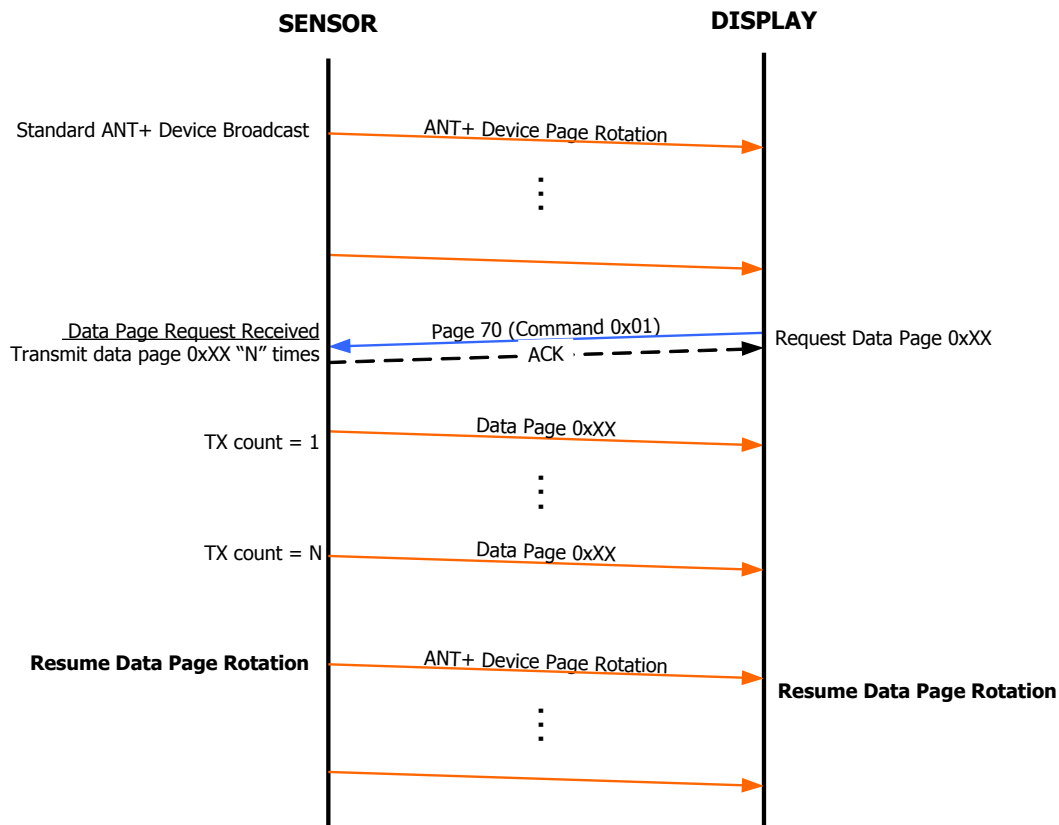 SENSOR
DISPLAY
Standard ANT+ Device Broadcast
ANT+ Device Page Rotation
Data Page Request Received
Transmit data page 0xXX “N” times
Page 70 (Command 0x01)
ACK
Request Data Page 0xXX
TX count = 1
Data Page 0xXX
TX count = N
Data Page 0xXX
Resume Data Page Rotation
ANT+ Device Page Rotation
Resume Data Page Rotation